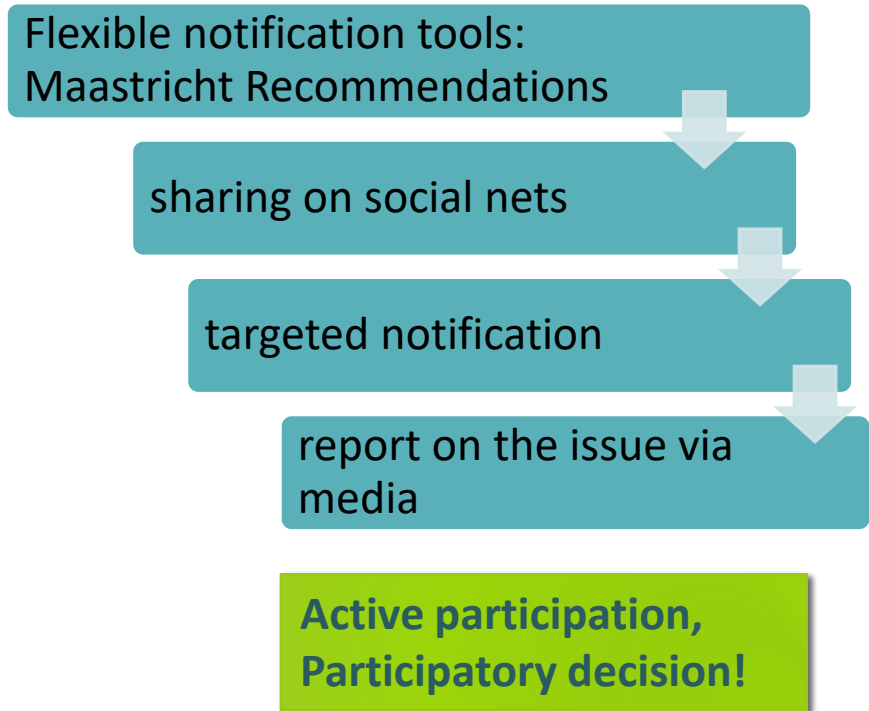 Flexible notification tools:
Maastricht Recommendations
sharing on social nets
targeted notification
report on the issue via
media
Active participation,
Participatory decision!